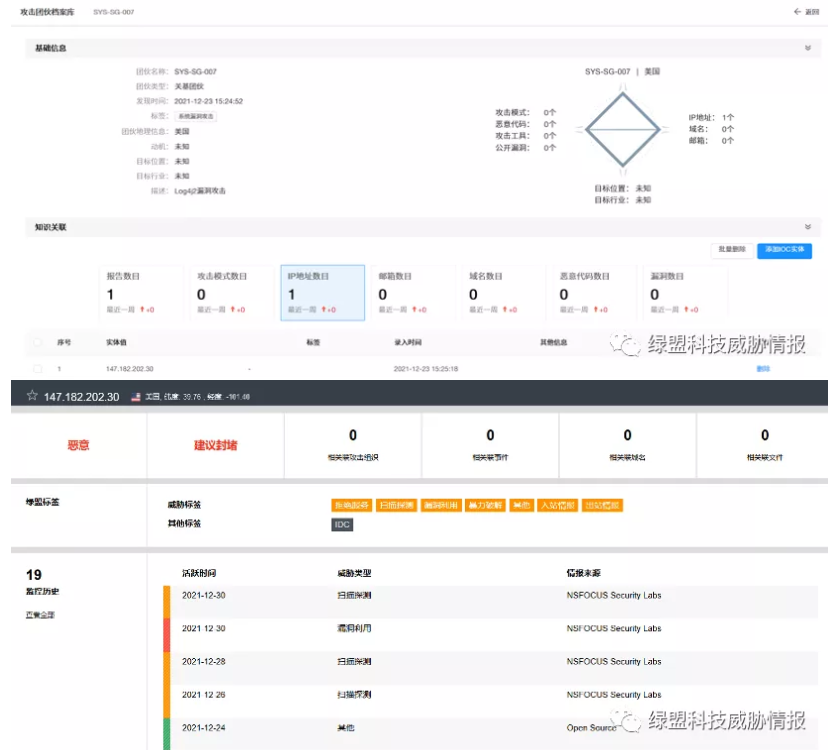 攻击团伙档案库 SYS-SG-007 ← 返回
基础信息
团伙名称: SYS-SG-007
团伙类型: 关基团伙
发现时间: 2021-12-23 15:24:52
标签: 系统漏洞攻击
团伙地理信息: 美国
动机: 未知
目标位置: 未知
目标行业: 未知
描述: Log4j2漏洞攻击
SYS-SG-007 | 美国
攻击模式: 0个
恶意代码: 0个
攻击工具: 0个
公开漏洞: 0个
IP地址: 1个
域名: 0个
邮箱: 0个
目标位置: 未知
目标行业: 未知
知识关联
批量删除 添加IOC实体
报告数目 攻击模式数目 IP地址数目 邮箱数目 域名数目 恶意代码数目 漏洞数目
1 0 1 0 0 0 0
最近一周 ↑+0 最近一周 ↑+0 最近一周 ↑+0 最近一周 ↑+0 最近一周 ↑+0 最近一周 ↑+0 最近一周 ↑+0
序号 实体值 标签 录入时间 其他信息
绿盟科技威胁情报
1 147.182.202.30 - 2021-12-23 15:25:18 删除
147.182.202.30 美国, 纬度: 39.76 , 经度: -101.46
恶意 建议封堵 0 0 0 0
相关联攻击组织 相关联事件 相关联域名 相关联文件
绿盟标签 威胁标签 拒绝服务 扫描探测 漏洞利用 暴力破解 其他 入站情报 出站情报
其他标签 IDC
19 活跃时间 威胁类型 情报来源
监控历史 2021-12-30 扫描探测 NSFOCUS Security Labs
查看全部
2021-12-30 漏洞利用 NSFOCUS Security Labs
2021-12-28 扫描探测 NSFOCUS Security Labs
2021-12-26 扫描探测 NSFOCUS Security Labs
2021-12-24 其他 Open Source
绿盟科技威胁情报